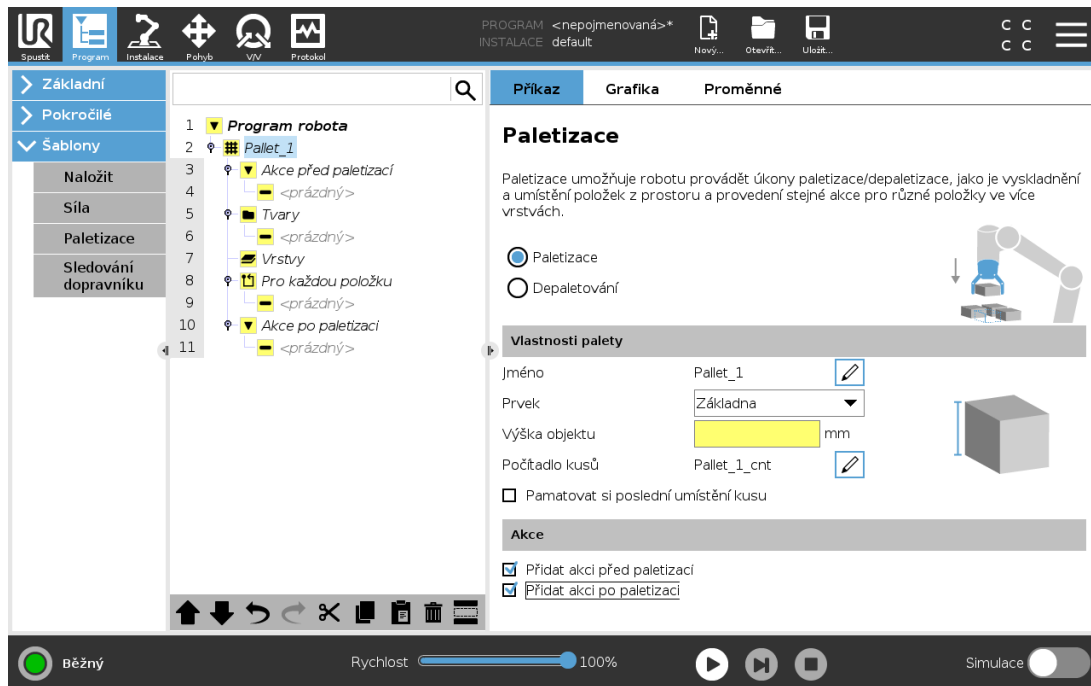 PROGRAM <nepojmenovaná>*
INSTALACE default
Spustit Program Instalace Pohyb V/V Protokol Nový... Otevřít... Uložit...
C C
C C
Základní
Pokročilé
Šablony
Naložit
Síla
Paletizace
Sledování
dopravníku
1 Program robota
2 Pallet_1
3 Akce před paletizací
4 <prázdný>
5 Tvary
6 <prázdný>
7 Vrstvy
8 Pro každou položku
9 <prázdný>
10 Akce po paletizaci
11 <prázdný>
Příkaz Grafika Proměnné
Paletizace
Paletizace umožňuje robotu provádět úkony paletizace/depaletizace, jako je vyskladnění
a umístění položek z prostoru a provedení stejné akce pro různé položky ve více
vrstvách.
Paletizace
Depaletování
Vlastnosti palety
Jméno Pallet_1
Prvek Základna
Výška objektu mm
Počítadlo kusů Pallet_1_cnt
Pamatovat si poslední umístění kusu
Akce
Přidat akci před paletizací
Přidat akci po paletizaci
Běžný Rychlost 100% Simulace